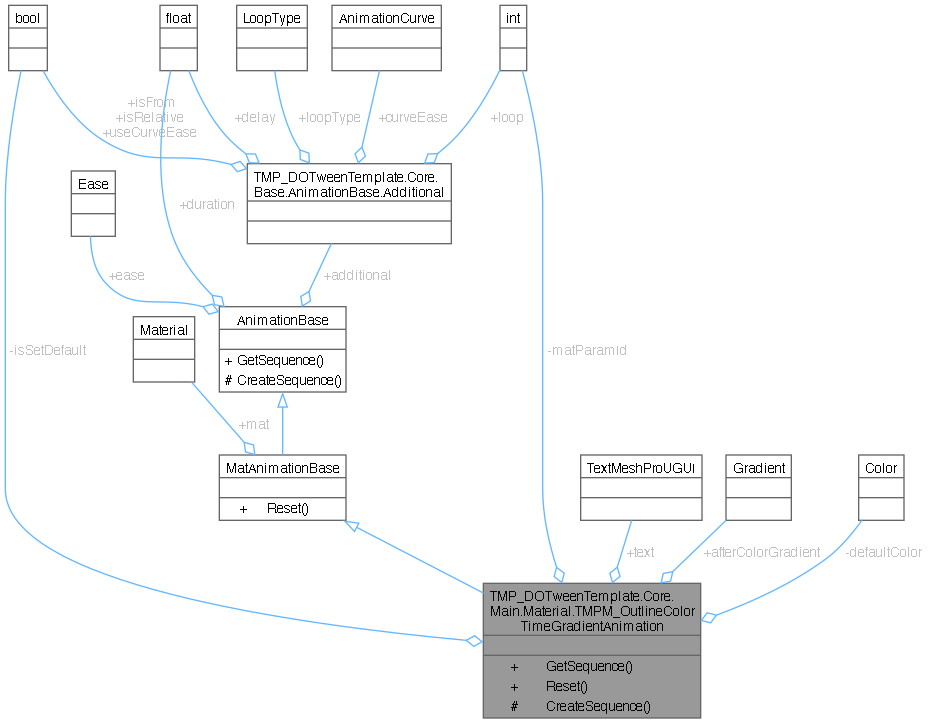 bool
float
LoopType
AnimationCurve
int
+isFrom
+isRelative
+useCurveEase
+delay
+loopType
+curveEase
+loop
TMP_DOTweenTemplate.Core.
Base.AnimationBase.Additional
Ease
+duration
+ease
+additional
Material
AnimationBase
+ GetSequence()
# CreateSequence()
-isSetDefault
-matParamId
+mat
MatAnimationBase
+ Reset()
TextMeshProUGUI
Gradient
Color
+text
+afterColorGradient
-defaultColor
TMP_DOTweenTemplate.Core.
Main.Material.TMPM_OutlineColor
TimeGradientAnimation
+ GetSequence()
+ Reset()
# CreateSequence()